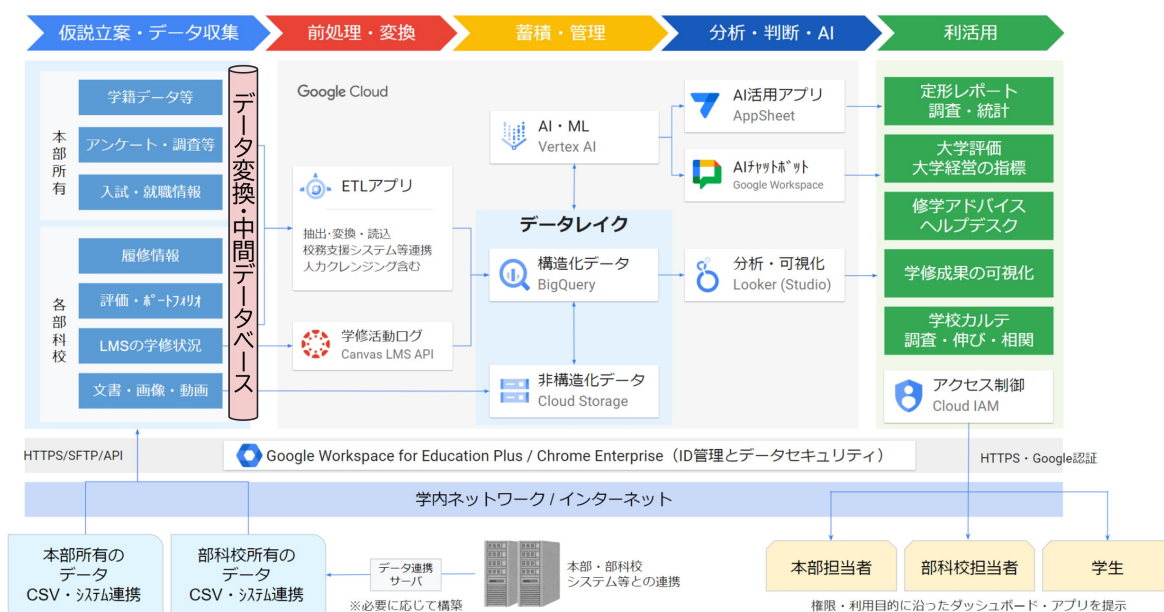 仮説立案・データ収集
前処理・変換
蓄積・管理
分析・判断・AI
利活用
本部所有
学籍データ等
アンケート・調査等
入試・就職情報
各部科校
履修情報
評価・ﾎﾟｰﾄﾌｫﾘｵ
LMSの学修状況
文書・画像・動画
データ変換・中間データベース
Google Cloud
ETLアプリ
抽出･変換・読込
校務支援システム等連携
人力クレンジング含む
学修活動ログ
Canvas LMS API
AI・ML
Vertex AI
データレイク
構造化データ
BigQuery
非構造化データ
Cloud Storage
AI活用アプリ
AppSheet
AIﾁｬｯﾄﾎﾞｯﾄ
Google Workspace
分析・可視化
Looker (Studio)
定形レポート
調査・統計
大学評価
大学経営の指標
修学アドバイス
ヘルプデスク
学修成果の可視化
学校カルテ
調査・伸び・相関
アクセス制御
Cloud IAM
HTTPS/SFTP/API
Google Workspace for Education Plus / Chrome Enterprise（ID管理とデータセキュリティ）
HTTPS・Google認証
学内ネットワーク / インターネット
本部所有の
データ
CSV・ｼｽﾃﾑ連携
部科校所有の
データ
CSV・ｼｽﾃﾑ連携
データ連携
サーバ
※必要に応じて構築
本部・部科校
システム等との連携
本部担当者
部科校担当者
学生
権限・利用目的に沿ったダッシュボード・アプリを提示